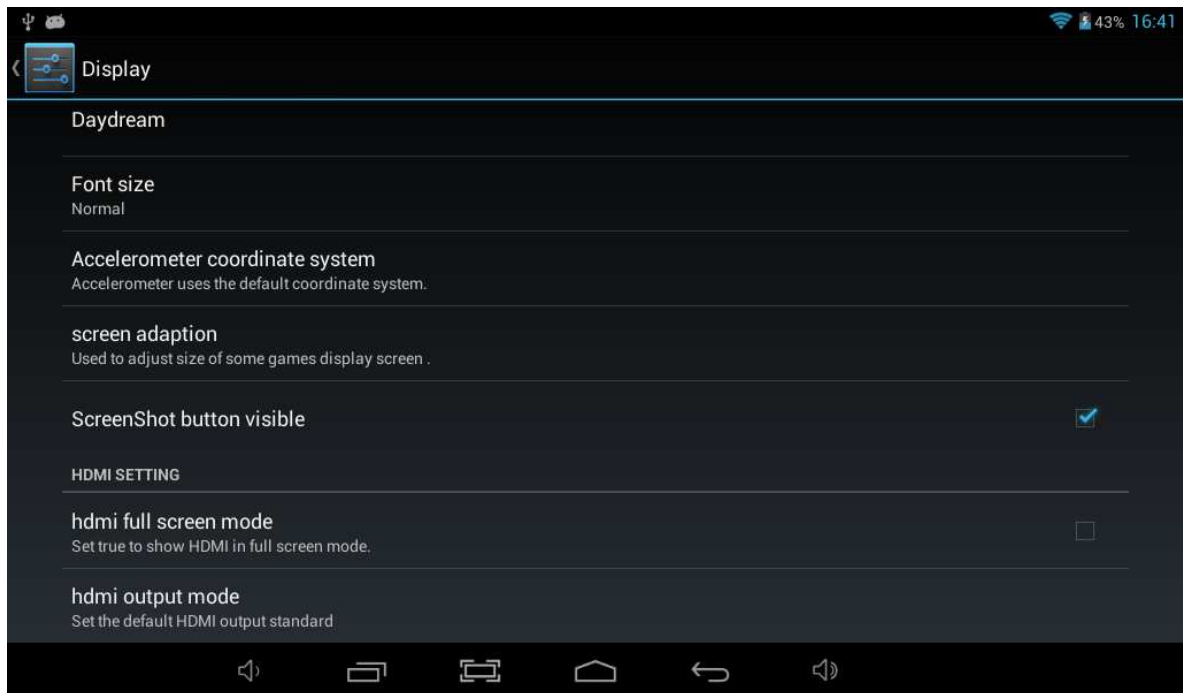 43% 16:41
Display
Daydream
Font size
Normal
Accelerometer coordinate system
Accelerometer uses the default coordinate system.
screen adaption
Used to adjust size of some games display screen .
ScreenShot button visible
HDMI SETTING
hdmi full screen mode
Set true to show HDMI in full screen mode.
hdmi output mode
Set the default HDMI output standard